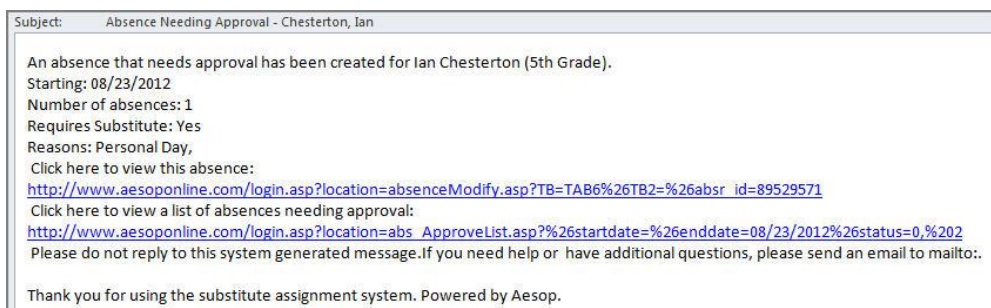 Subject: Absence Needing Approval - Chesterton, Ian
An absence that needs approval has been created for Ian Chesterton (5th Grade).
Starting: 08/23/2012
Number of absences: 1
Requires Substitute: Yes
Reasons: Personal Day,
Click here to view this absence:
http://www.aesoponline.com/login.asp?location=absenceModify.asp?TB=TAB6%26TB2=%26absr_id=89529571
Click here to view a list of absences needing approval:
http://www.aesoponline.com/login.asp?location=abs_ApproveList.asp?%26startdate=%26enddate=08/23/2012%26status=0,%202
Please do not reply to this system generated message.If you need help or have additional questions, please send an email to mailto:.
Thank you for using the substitute assignment system. Powered by Aesop.